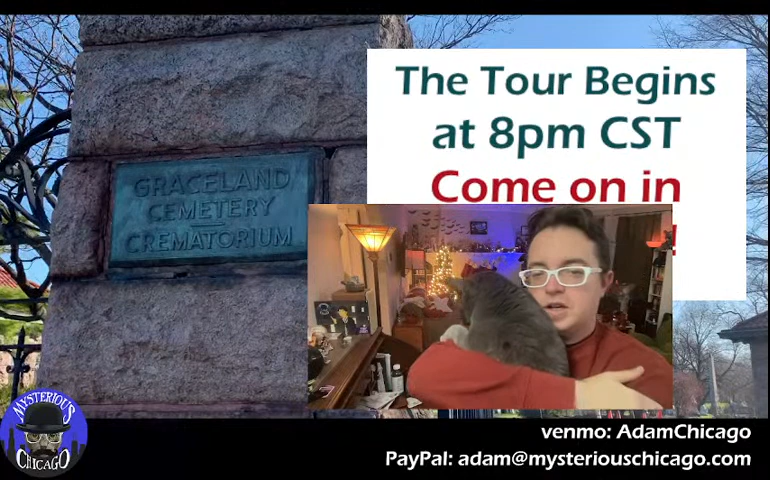 The Tour Begins
at 8pm CST
Come on in
!
GRACELAND
CEMETERY
CREMATORIUM
MYSTERIOUS
CHICAGO
venmo: AdamChicago
PayPal: adam@mysteriouschicago.com